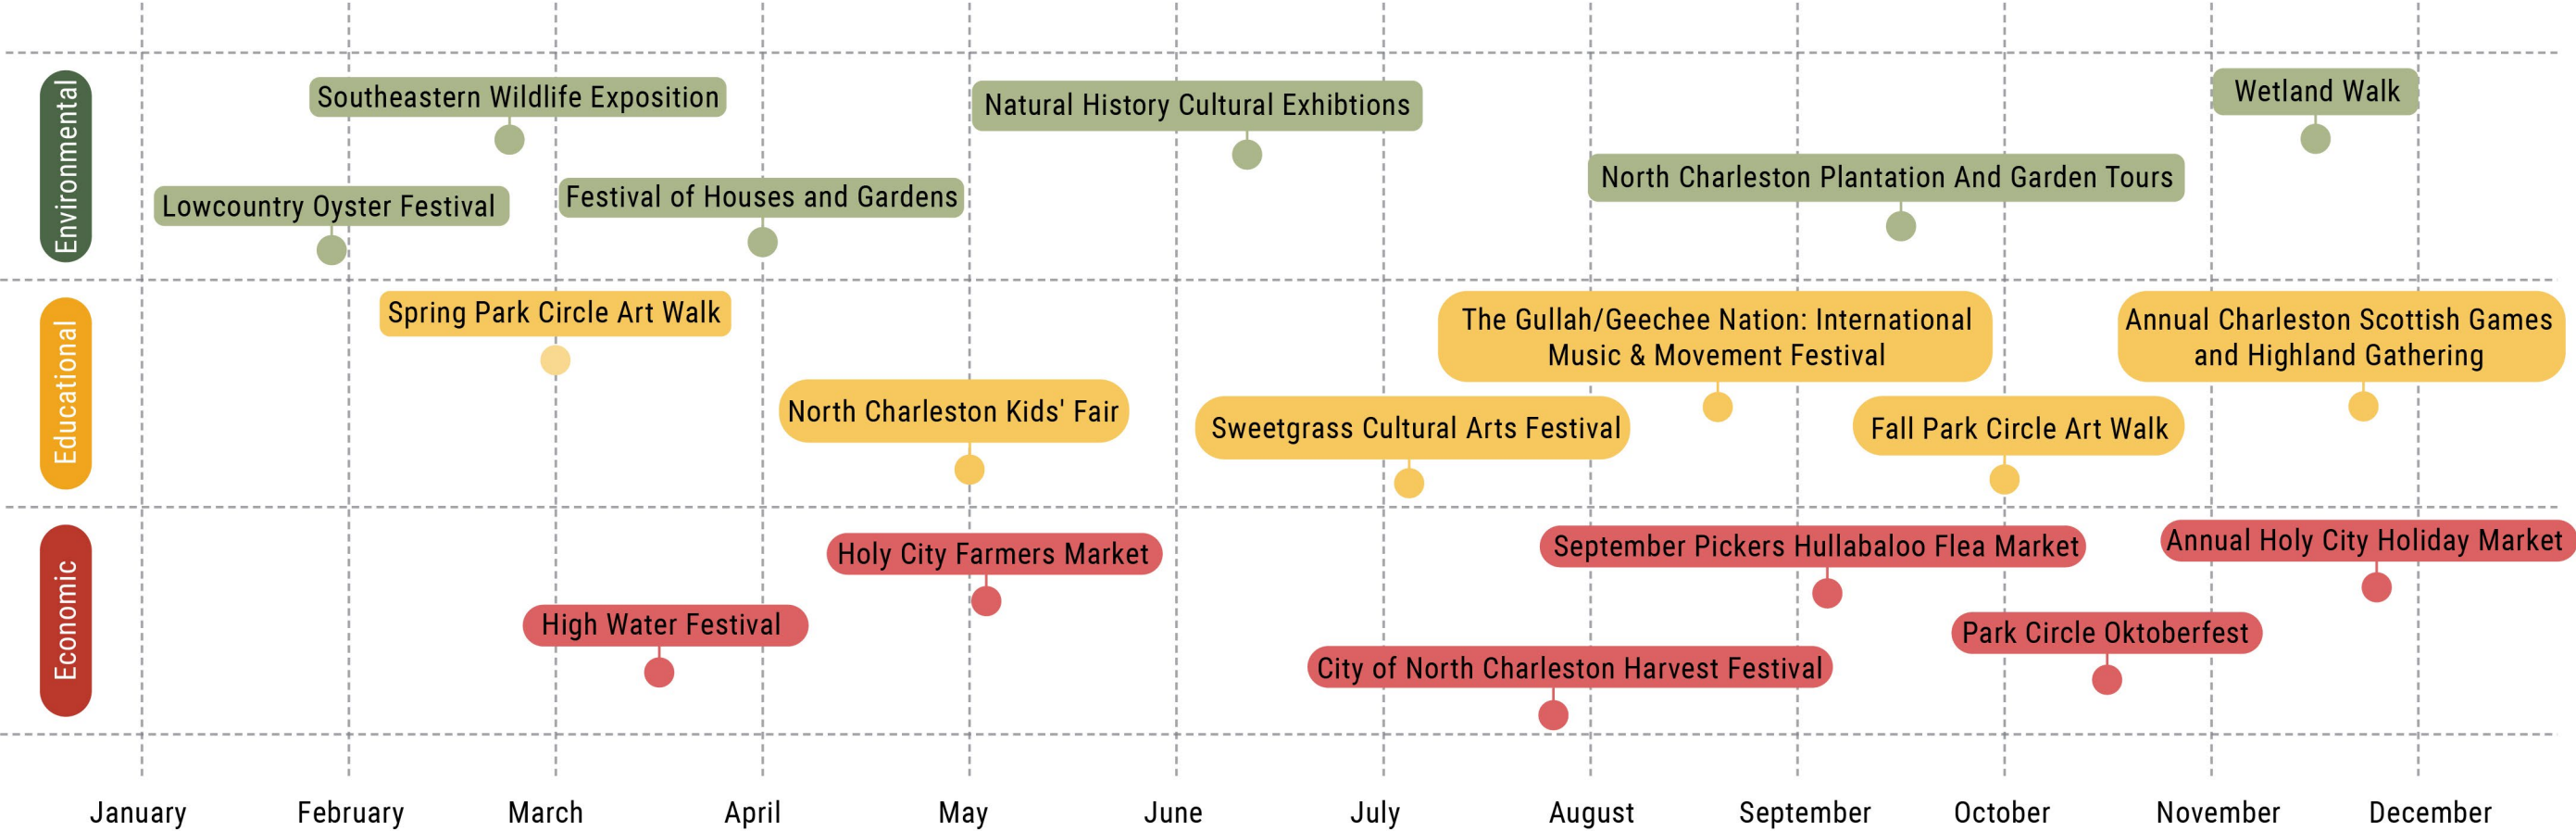 Environmental
Southeastern Wildlife Exposition
Natural History Cultural Exhibtions
Wetland Walk
Lowcountry Oyster Festival
Festival of Houses and Gardens
North Charleston Plantation And Garden Tours
Educational
Spring Park Circle Art Walk
The Gullah/Geechee Nation: International
Music & Movement Festival
Annual Charleston Scottish Games
and Highland Gathering
North Charleston Kids' Fair
Sweetgrass Cultural Arts Festival
Fall Park Circle Art Walk
Economic
Holy City Farmers Market
September Pickers Hullabaloo Flea Market
Annual Holy City Holiday Market
High Water Festival
City of North Charleston Harvest Festival
Park Circle Oktoberfest
January February March April May June July August September October November December